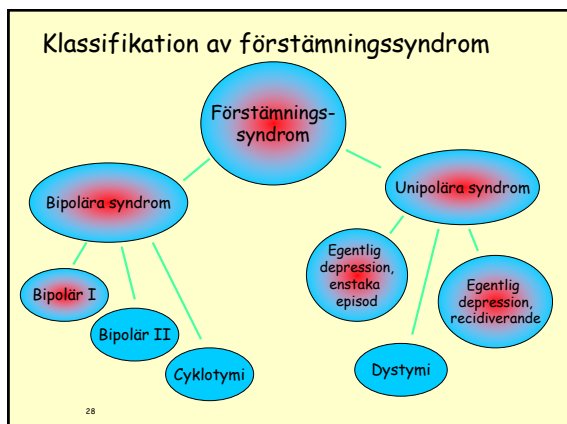 Klassifikation av förstämningssyndrom
Förstämnings-
syndrom
Bipolära syndrom
Unipolära syndrom
Bipolär I
Bipolär II
Cyklotymi
Egentlig
depression,
enstaka
episod
Dystymi
Egentlig
depression,
recidiverande
28